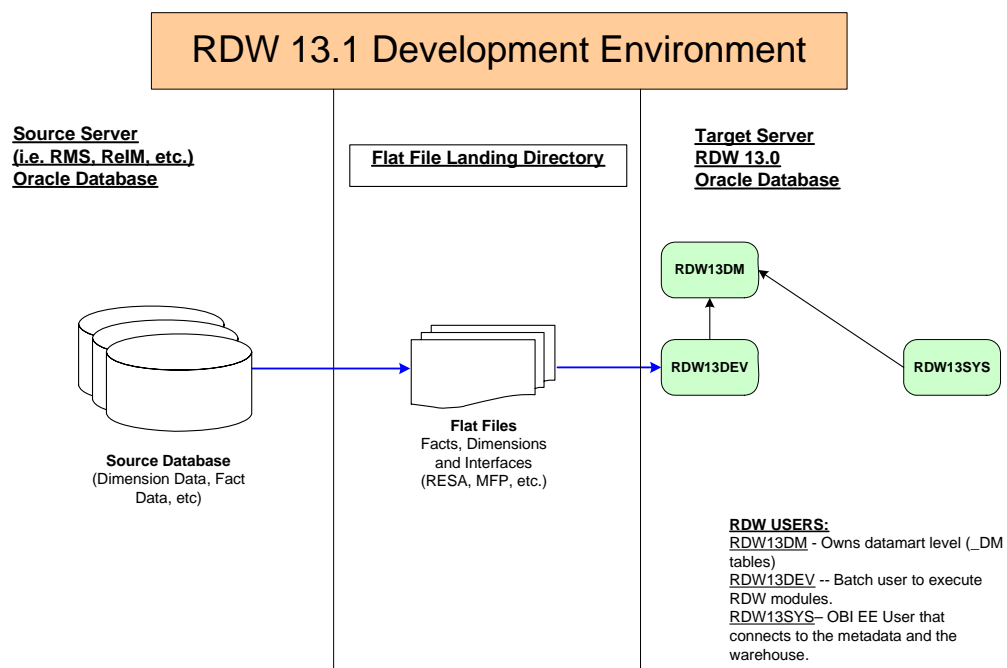 RDW 13.1 Development Environment
Source Server
(i.e. RMS, ReIM, etc.)
Oracle Database
Flat File Landing Directory
Target Server
RDW 13.0
Oracle Database
RDW13DM
RDW13DEV
RDW13SYS
Source Database
(Dimension Data, Fact
Data, etc)
Flat Files
Facts, Dimensions
and Interfaces
(RESA, MFP, etc.)
RDW USERS:
RDW13DM - Owns datamart level (_DM
tables)
RDW13DEV -- Batch user to execute
RDW modules.
RDW13SYS– OBI EE User that
connects to the metadata and the
warehouse.